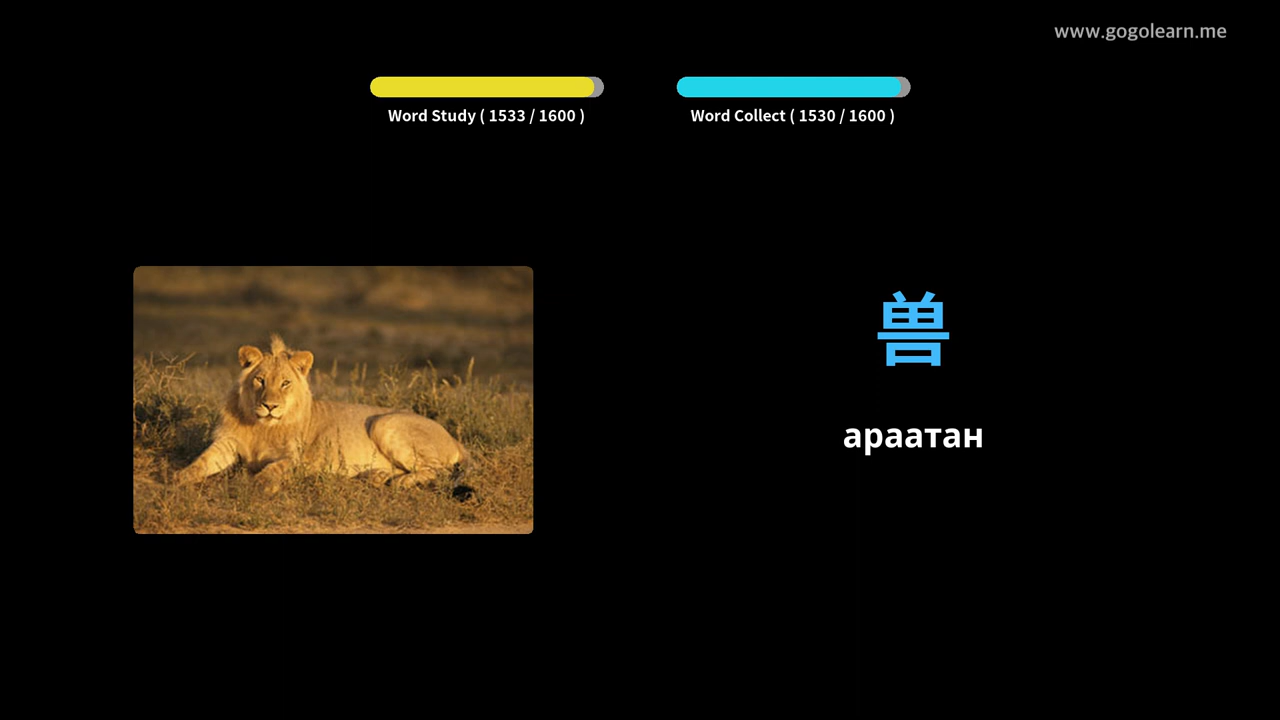 www.gogolearn.me
Word Study ( 1533 / 1600 )
Word Collect ( 1530 / 1600 )
兽
араатан